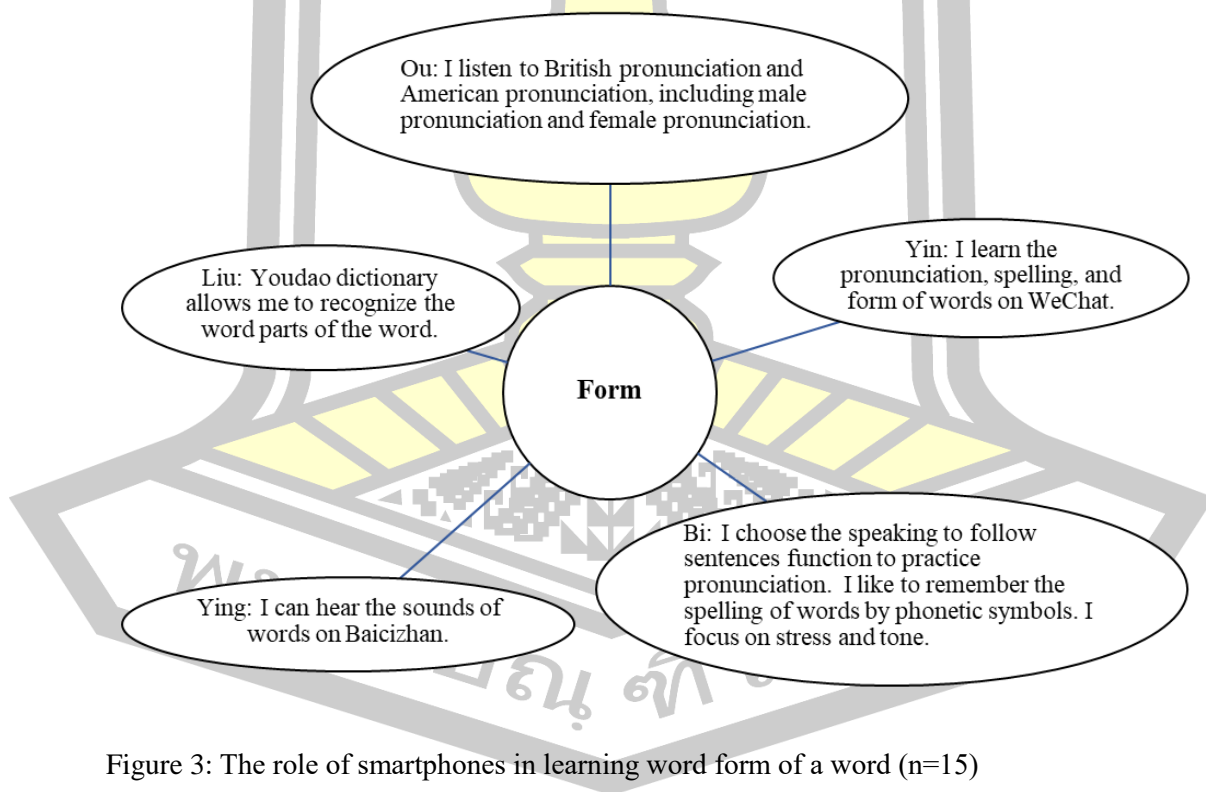 Ou: I listen to British pronunciation and
American pronunciation, including male
pronunciation and female pronunciation.
Liu: Youdao dictionary
allows me to recognize the
word parts of the word.
Yin: I learn the
pronunciation, spelling, and
form of words on WeChat.
Form
Ying: I can hear the sounds of
words on Baicizhan.
Bi: I choose the speaking to follow
sentences function to practice
pronunciation.  I like to remember the
spelling of words by phonetic symbols. I
focus on stress and tone.
Figure 3: The role of smartphones in learning word form of a word (n=15)